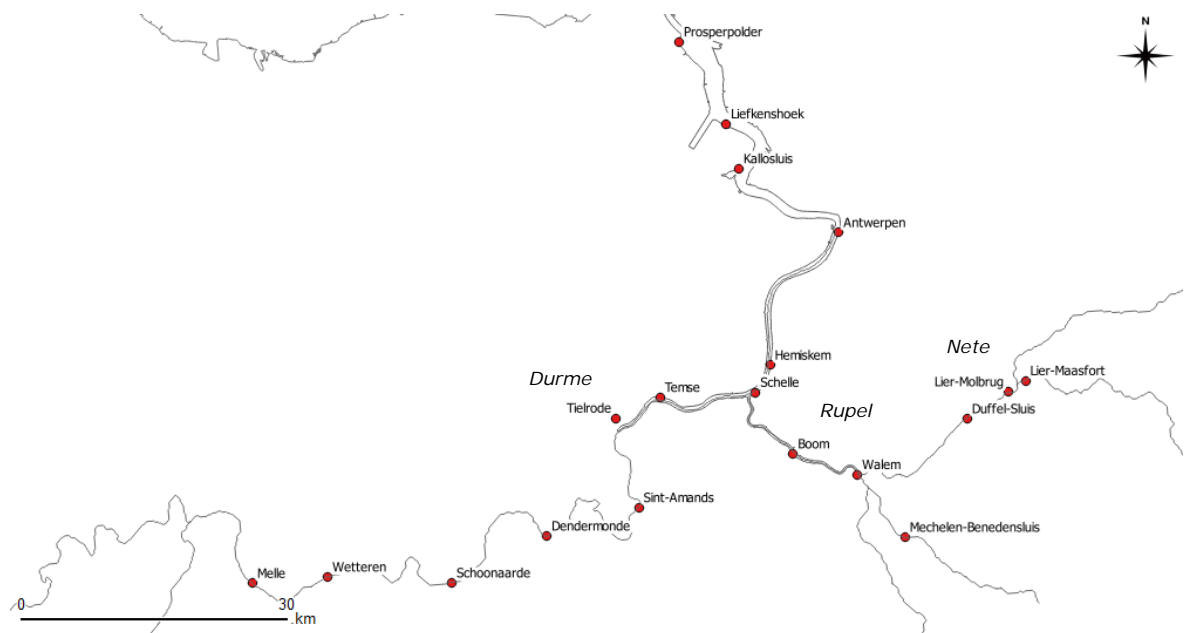 Prosperpolder
N
Liefkenshoek
Kallosluis
Antwerpen
Hemiskem
Nete
Durme
Temse
Schelle
Lier-Molbrug
Lier-Maasfort
Tielrode
Rupel
Duffel-Sluis
Boom
Walem
Sint-Amands
Dendermonde
Mechelen-Benedensluis
Melle
Wetteren
Schoonaarde
0
30
.km